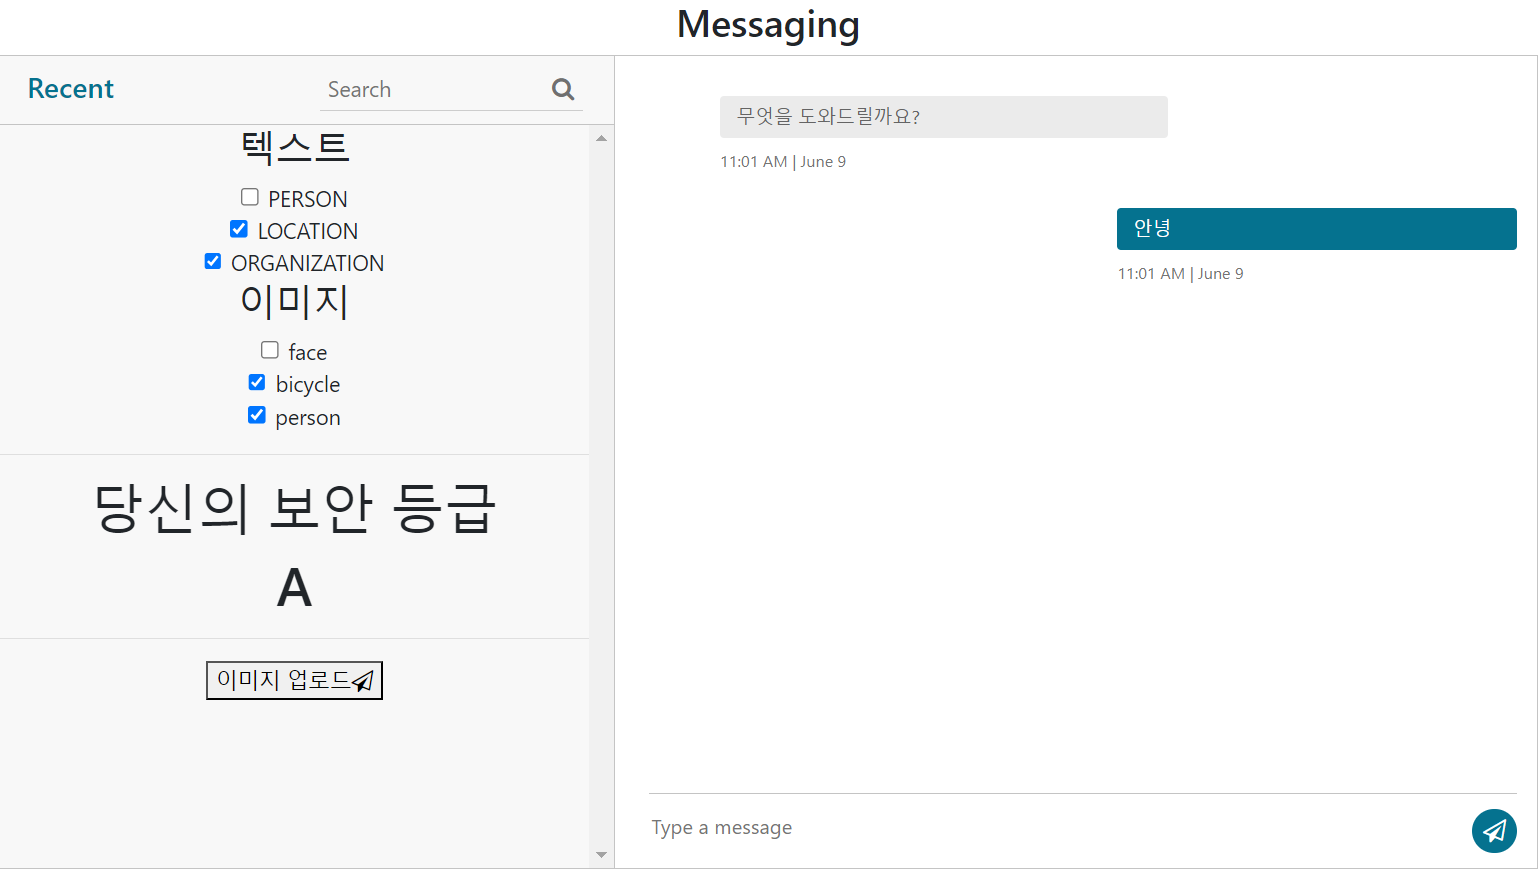 Messaging
Recent
Search
텍스트
PERSON
LOCATION
ORGANIZATION
이미지
face
bicycle
person
당신의 보안 등급
A
이미지 업로드
무엇을 도와드릴까요?
11:01 AM | June 9
안녕
11:01 AM | June 9
Type a message